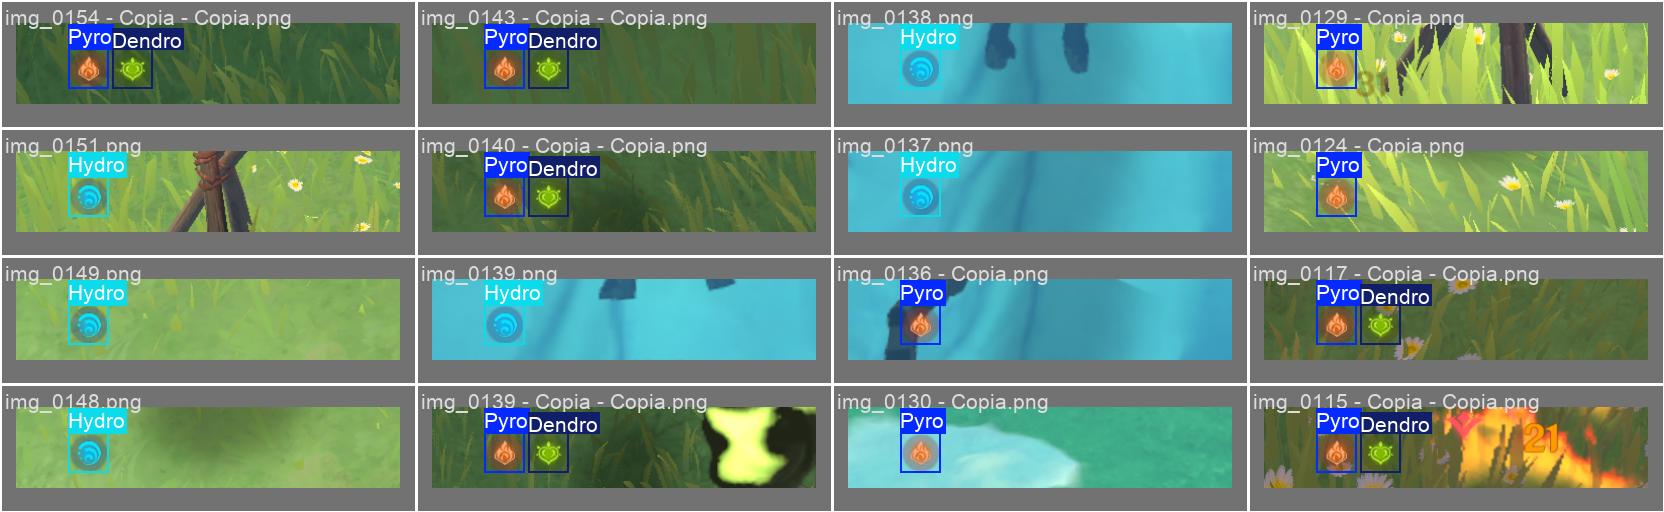 img_0154 - Copia - Copia.png
Pyro Dendro
img_0143 - Copia - Copia.png
Pyro Dendro
img_0138.png
Hydro
img_0129 - Copia.png
Pyro
31
img_0151.png
Hydro
img_0140 - Copia - Copia.png
Pyro Dendro
img_0137.png
Hydro
img_0124 - Copia.png
Pyro
img_0149.png
Hydro
img_0139.png
Hydro
img_0136 - Copia.png
Pyro
img_0117 - Copia - Copia.png
Pyro Dendro
img_0148.png
Hydro
img_0139 - Copia - Copia.png
Pyro Dendro
img_0130 - Copia.png
Pyro
img_0115 - Copia - Copia.png
Pyro Dendro
21